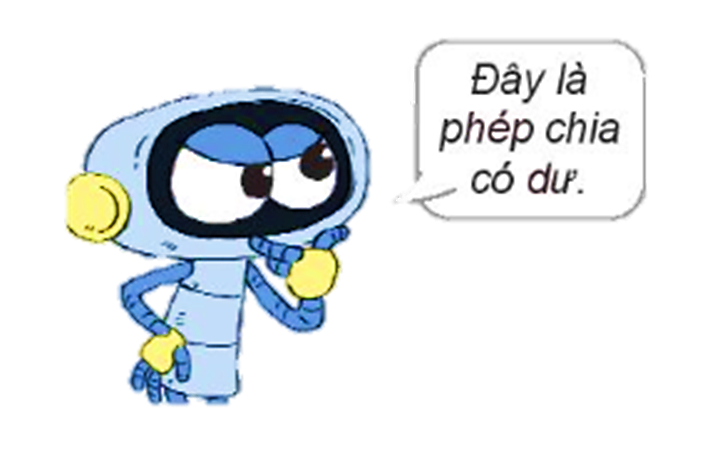 Đây là
phép chia
có dư.